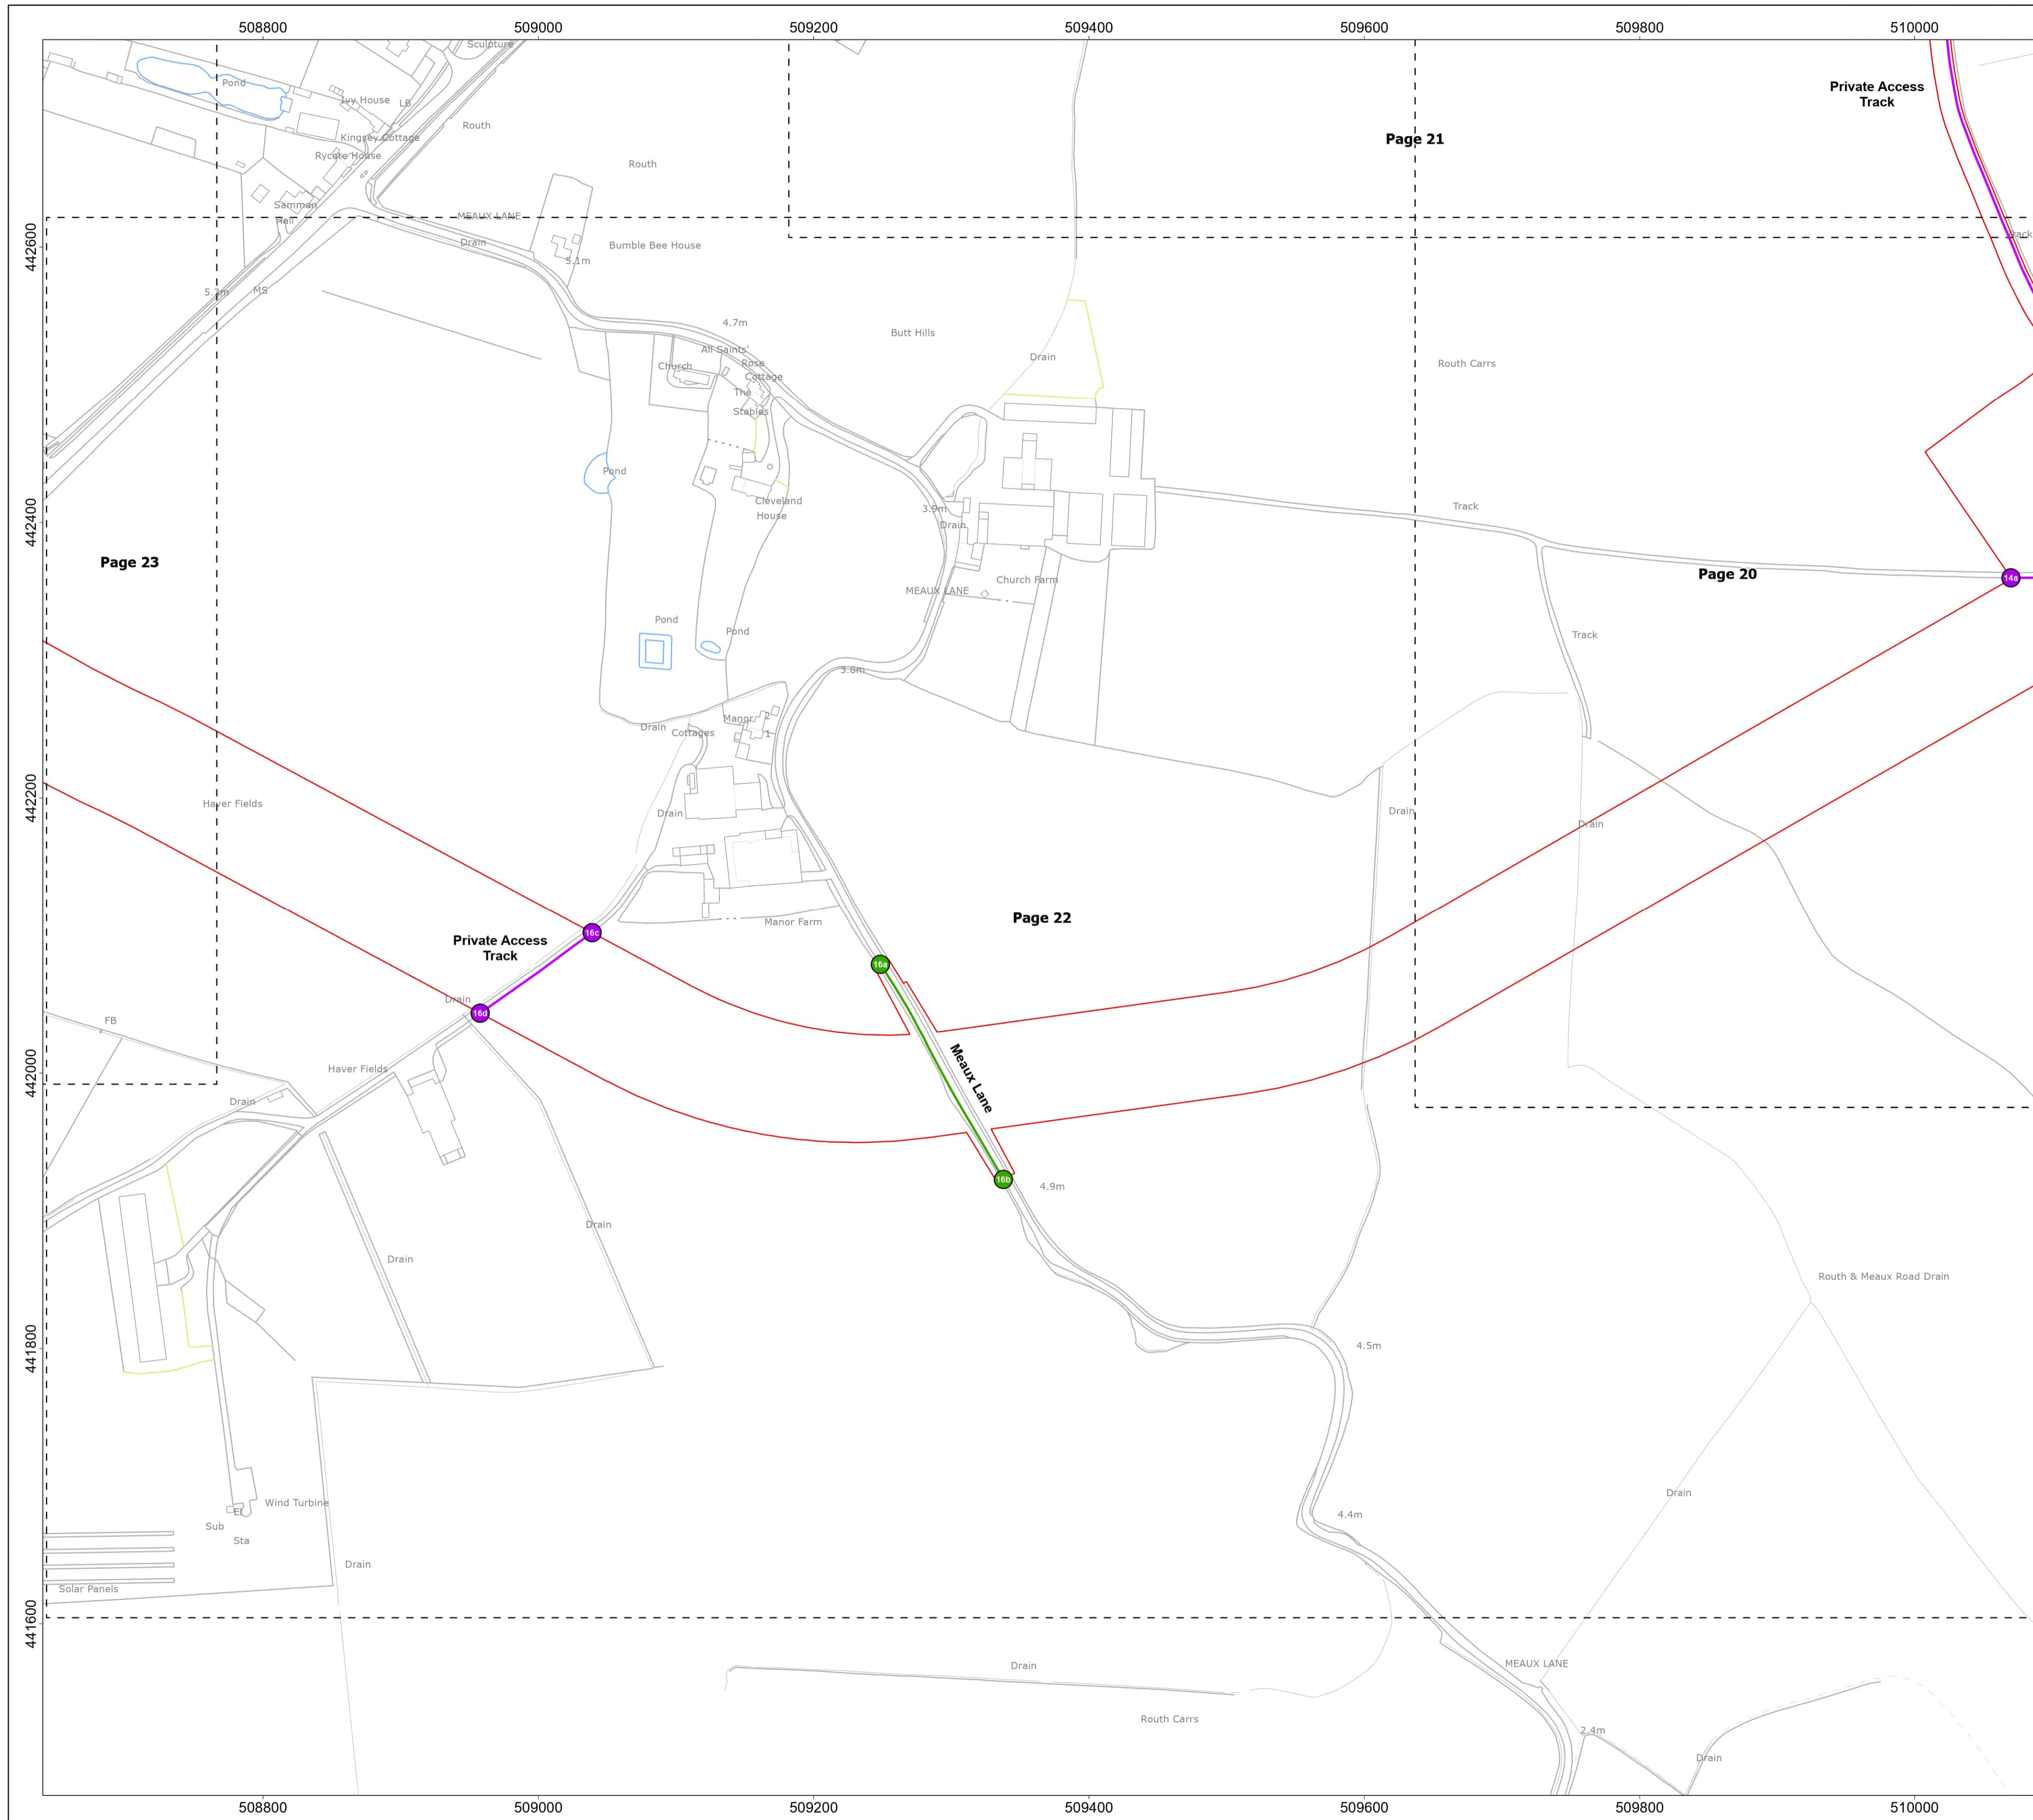 508800
509000
509200
509400
509600
509800
510000
442600
442400
442200
442000
441800
441600
Sculpture
Pond
Ivy House
LB
Routh
Kingsey Cottage
Rycote House
Routh
Samman
Hall
MEAUX LANE
Drain
Bumble Bee House
5.1m
5.3m
MS
Private Access
Track
Page 21
Track
4.7m
All Saints'
Church
Rose
Cottage
The
Stables
Butt Hills
Drain
Routh Carrs
Pond
Cleveland
House
3.9m
Drain
Track
Page 23
MEAUX LANE
Church Farm
Page 20
14a
Track
Pond
Pond
3.8m
Manor
Cottages
2
1
Drain
Haver Fields
Drain
Drain
Drain
Page 22
Manor Farm
Private Access
Track
16c
16a
16d
Drain
FB
Haver Fields
Meaux Lane
Drain
16b
4.9m
Drain
Drain
Routh & Meaux Road Drain
4.5m
Wind Turbine
El
Sub
Sta
Drain
Solar Panels
4.4m
Drain
Drain
MEAUX LANE
Routh Carrs
2.4m
Drain
508800
509000
509200
509400
509600
509800
510000